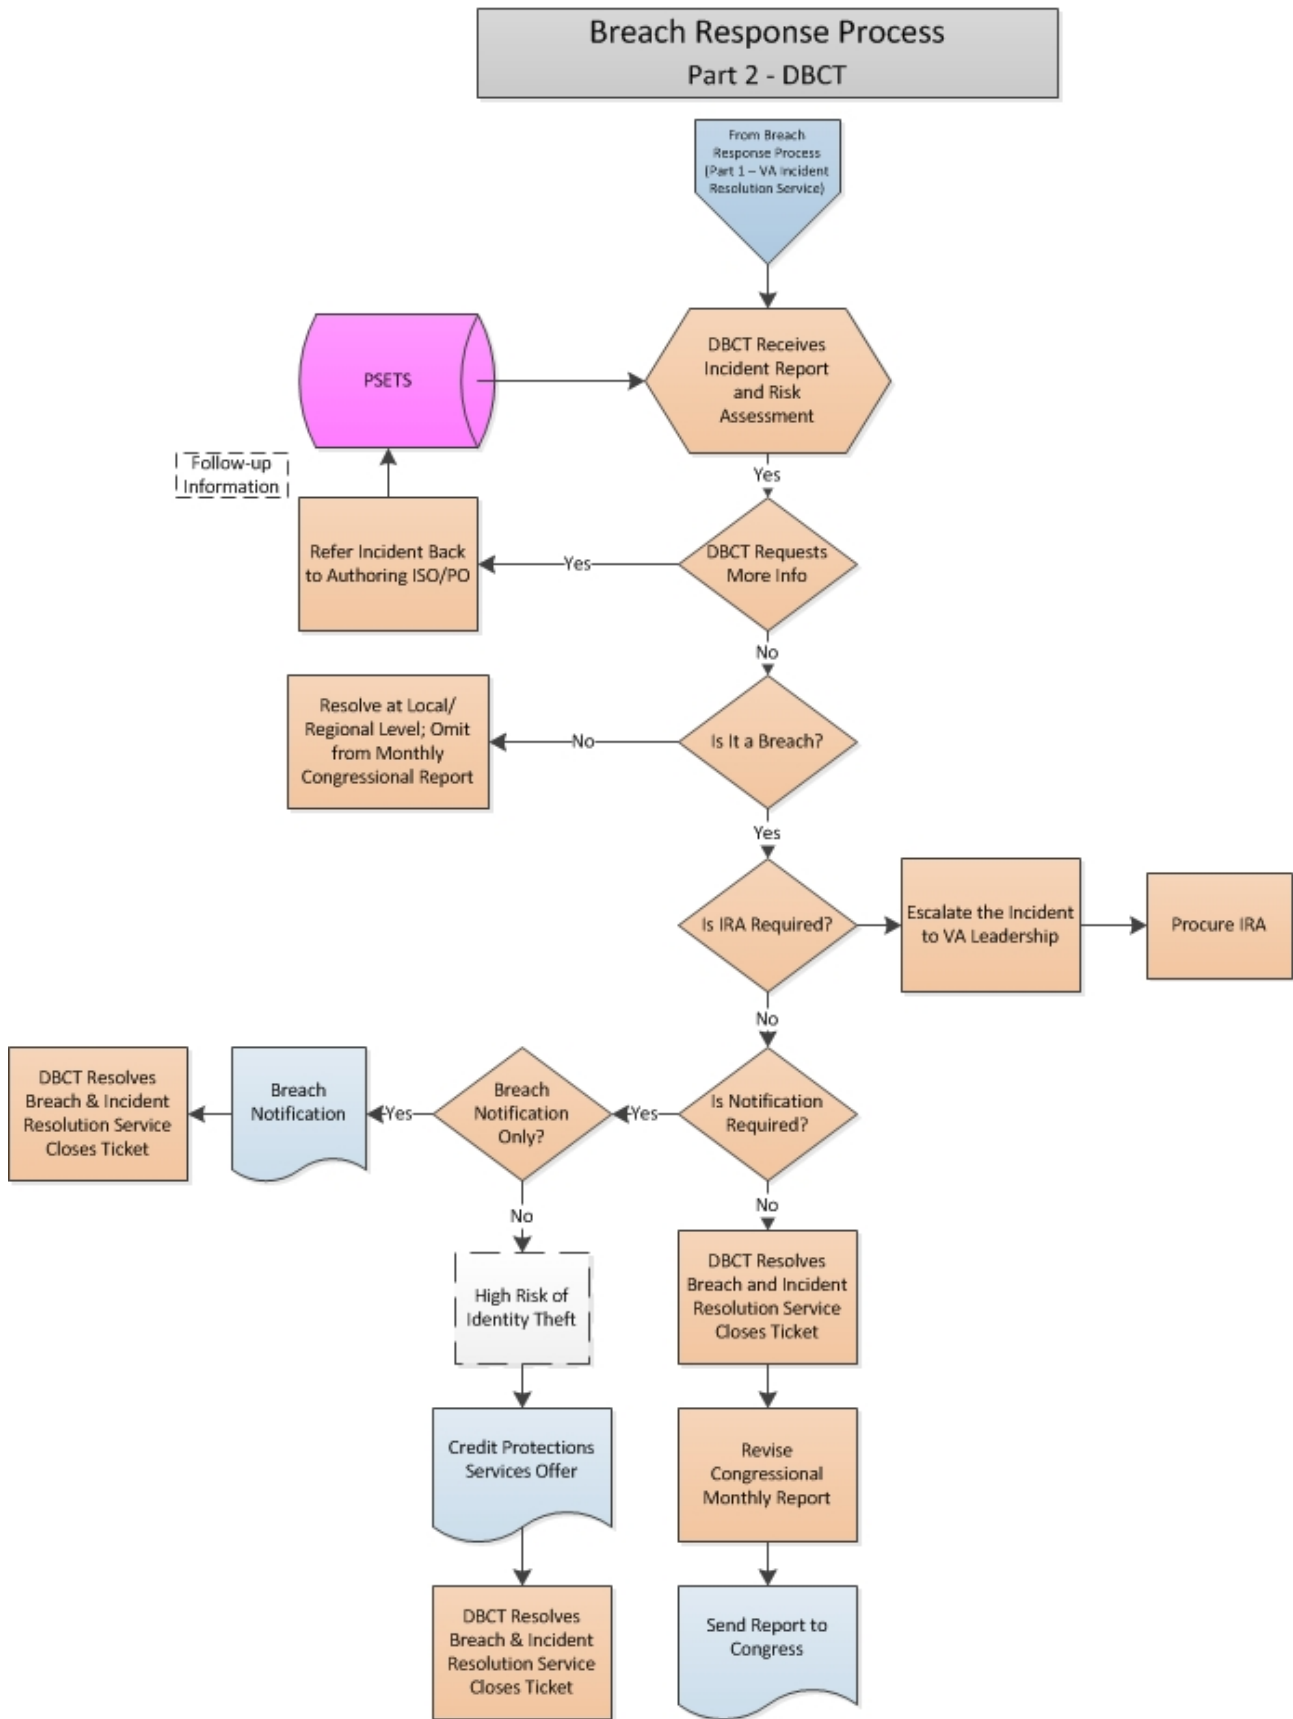 Breach Response Process
Part 2 - DBCT
From Breach
Response Process
(Part 1 – VA Incident
Resolution Service)
PSETS
DBCT Receives
Incident Report
and Risk
Assessment
Follow-up
Information
Yes
Refer Incident Back
to Authoring ISO/PO
Yes
DBCT Requests
More Info
No
Resolve at Local/
Regional Level; Omit
from Monthly
Congressional Report
No
Is It a Breach?
Yes
Is IRA Required?
Escalate the Incident
to VA Leadership
Procure IRA
No
DBCT Resolves
Breach & Incident
Resolution Service
Closes Ticket
Breach
Notification
Yes
Breach
Notification
Only?
Yes
Is Notification
Required?
No
No
High Risk of
Identity Theft
DBCT Resolves
Breach and Incident
Resolution Service
Closes Ticket
Credit Protections
Services Offer
Revise
Congressional
Monthly Report
DBCT Resolves
Breach & Incident
Resolution Service
Closes Ticket
Send Report to
Congress